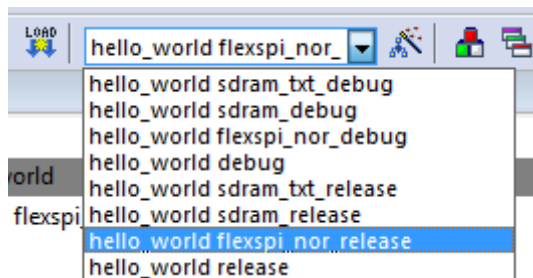 LOAD
hello_world flexspi_nor_
hello_world sdram_txt_debug
hello_world sdram_debug
hello_world flexspi_nor_debug
hello_world debug
orld hello_world sdram_txt_release
flexspi_ hello_world sdram_release
hello_world flexspi_nor_release
hello_world release